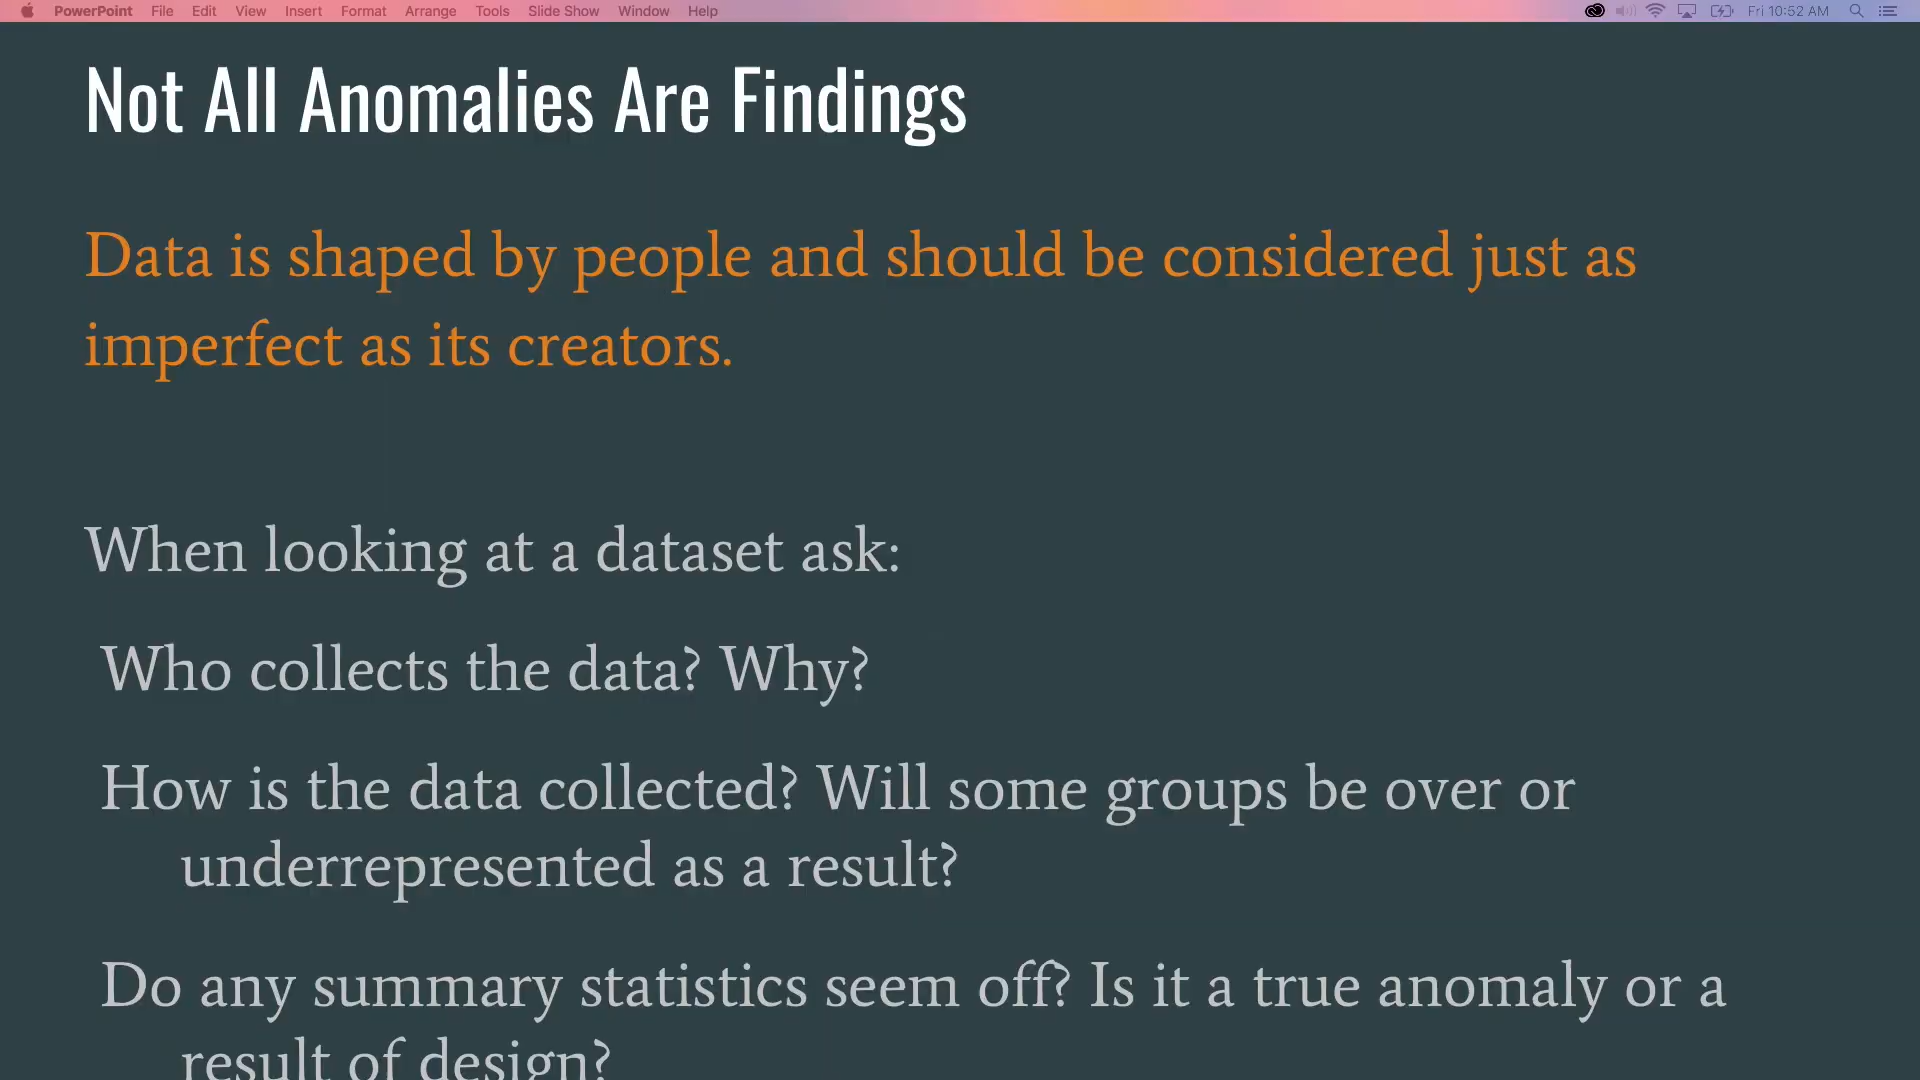 PowerPoint File Edit View Insert Format Arrange Tools Slide Show Window Help Fri 10:52 AM
Not All Anomalies Are Findings
Data is shaped by people and should be considered just as
imperfect as its creators.
When looking at a dataset ask:
Who collects the data? Why?
How is the data collected? Will some groups be over or
underrepresented as a result?
Do any summary statistics seem off? Is it a true anomaly or a
result of design?